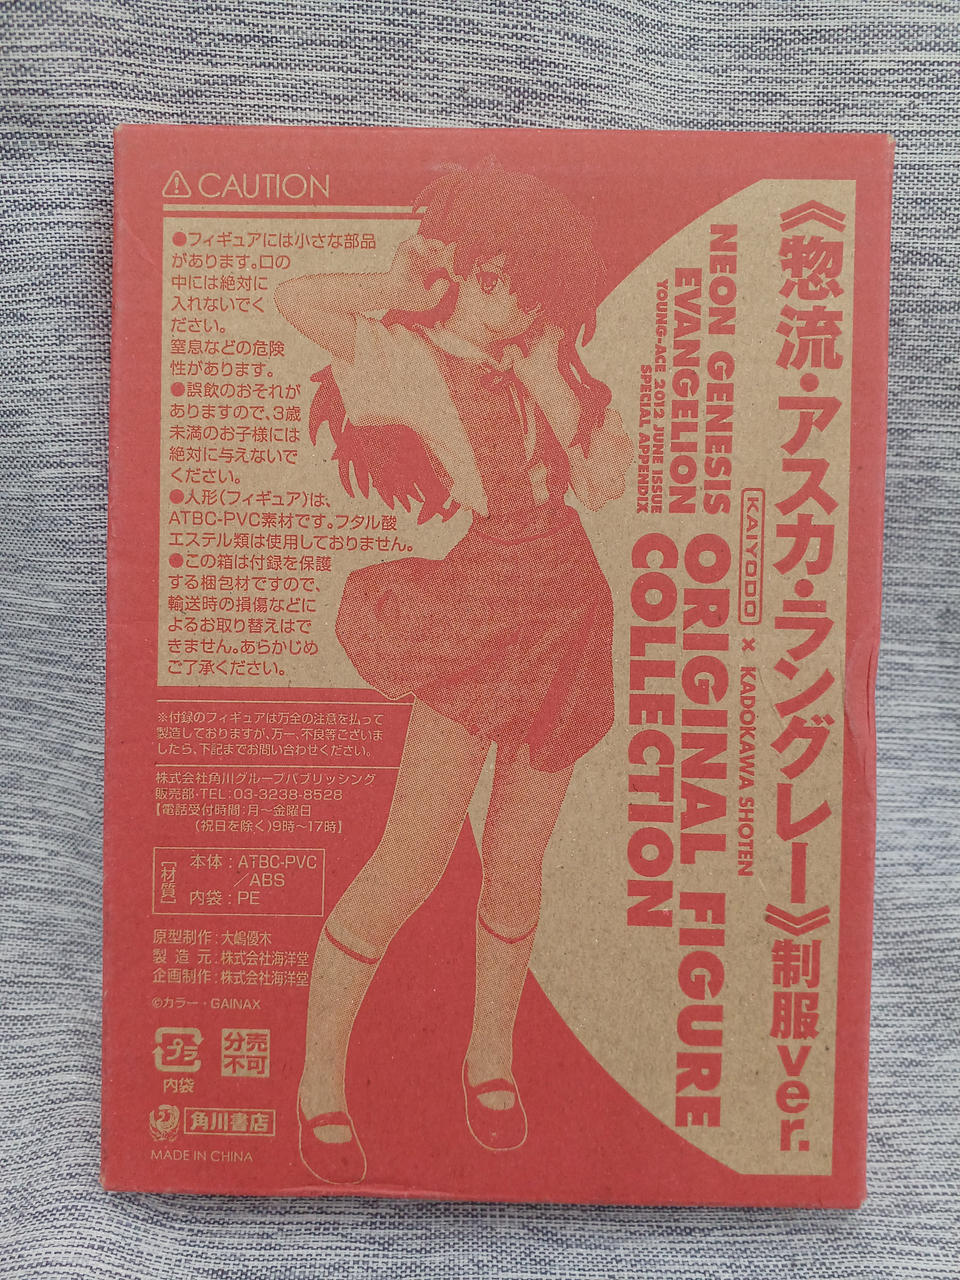 ⚠CAUTION
●フィギュアには小さな部品
があります。口の
中には絶対に
入れないでく
ださい。
窒息などの危険
性があります。
●誤飲のおそれが
ありますので、3歳
未満のお子様には
絶対に与えないで
ください。
●人形(フィギュア)は、
ATBC-PVC素材です。フタル酸
エステル類は使用しておりません。
●この箱は付録を保護
する梱包材ですので、
輸送時の損傷などに
よるお取り替えはで
きません。あらかじめ
ご了承ください。
※付録のフィギュアは万全の注意を払って
製造しておりますが、万一、不良等ございま
したら、下記までお問い合わせください。
株式会社角川グループパブリッシング
販売部・TEL:03-3238-8528
【電話受付時間:月〜金曜日
(祝日を除く)9時〜17時】
[材質]
本体:ATBC-PVC
/ABS
内袋:PE
原型制作:大嶋優木
製造元:株式会社海洋堂
企画制作:株式会社海洋堂
©カラー・GAINAX
プラ
内袋
分売
不可
角川書店
MADE IN CHINA
《惣流・アスカ・ラングレー》制服ver.
KAIYODO × KADOKAWA SHOTEN
NEON GENESIS
EVANGELION
YOUNG-ACE 2012 JUNE ISSUE
SPECIAL APPENDIX
ORIGINAL FIGURE
COLLECTION